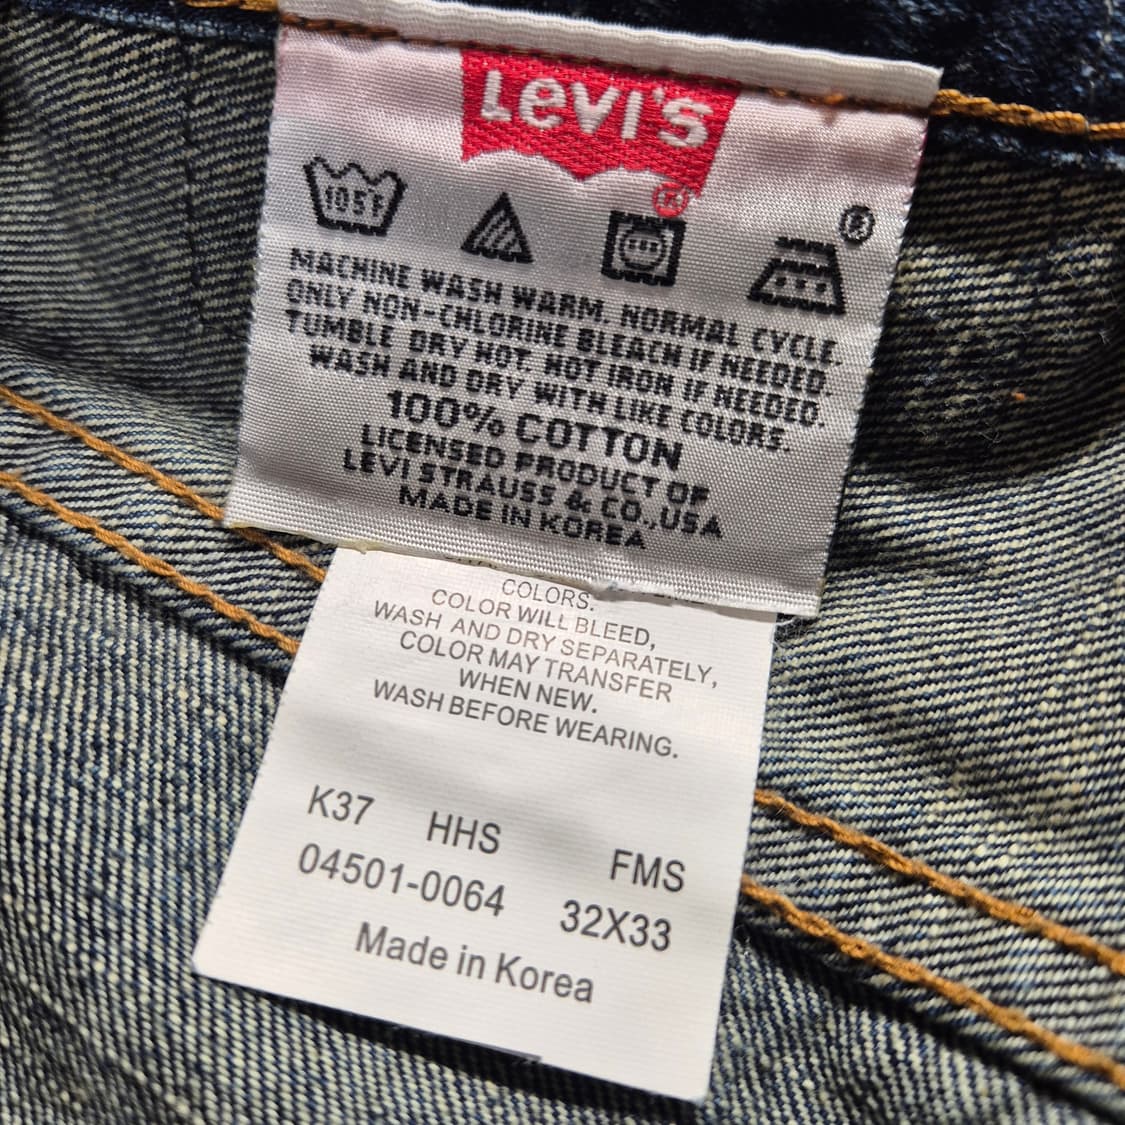 LEVI'S
®
105F
®
MACHINE WASH WARM. NORMAL CYCLE.
ONLY NON-CHLORINE BLEACH IF NEEDED.
TUMBLE DRY HOT. HOT IRON IF NEEDED.
WASH AND DRY WITH LIKE COLORS.
100% COTTON
LICENSED PRODUCT OF
LEVI STRAUSS & CO.,USA
MADE IN KOREA
COLORS.
COLOR WILL BLEED,
WASH AND DRY SEPARATELY,
COLOR MAY TRANSFER
WHEN NEW.
WASH BEFORE WEARING.
K37 HHS FMS
04501-0064 32X33
Made in Korea